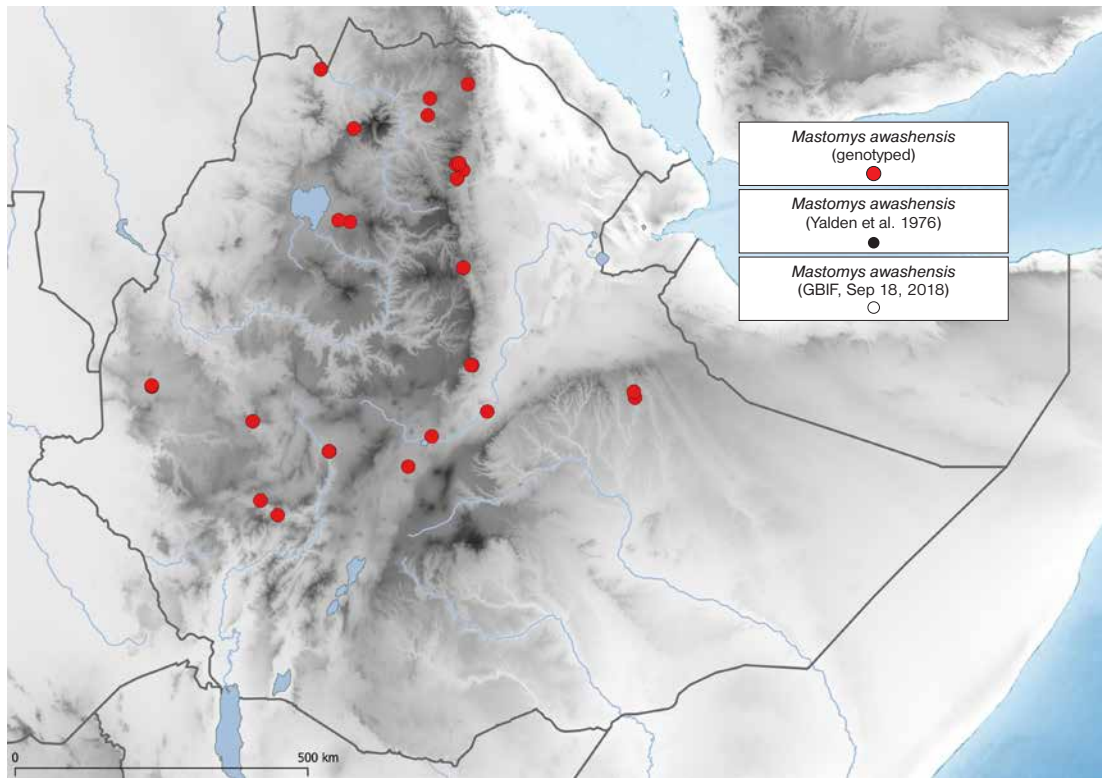 Mastomys awashensis
(genotyped)
Mastomys awashensis
(Yalden et al. 1976)
Mastomys awashensis
(GBIF, Sep 18, 2018)
0 500 km